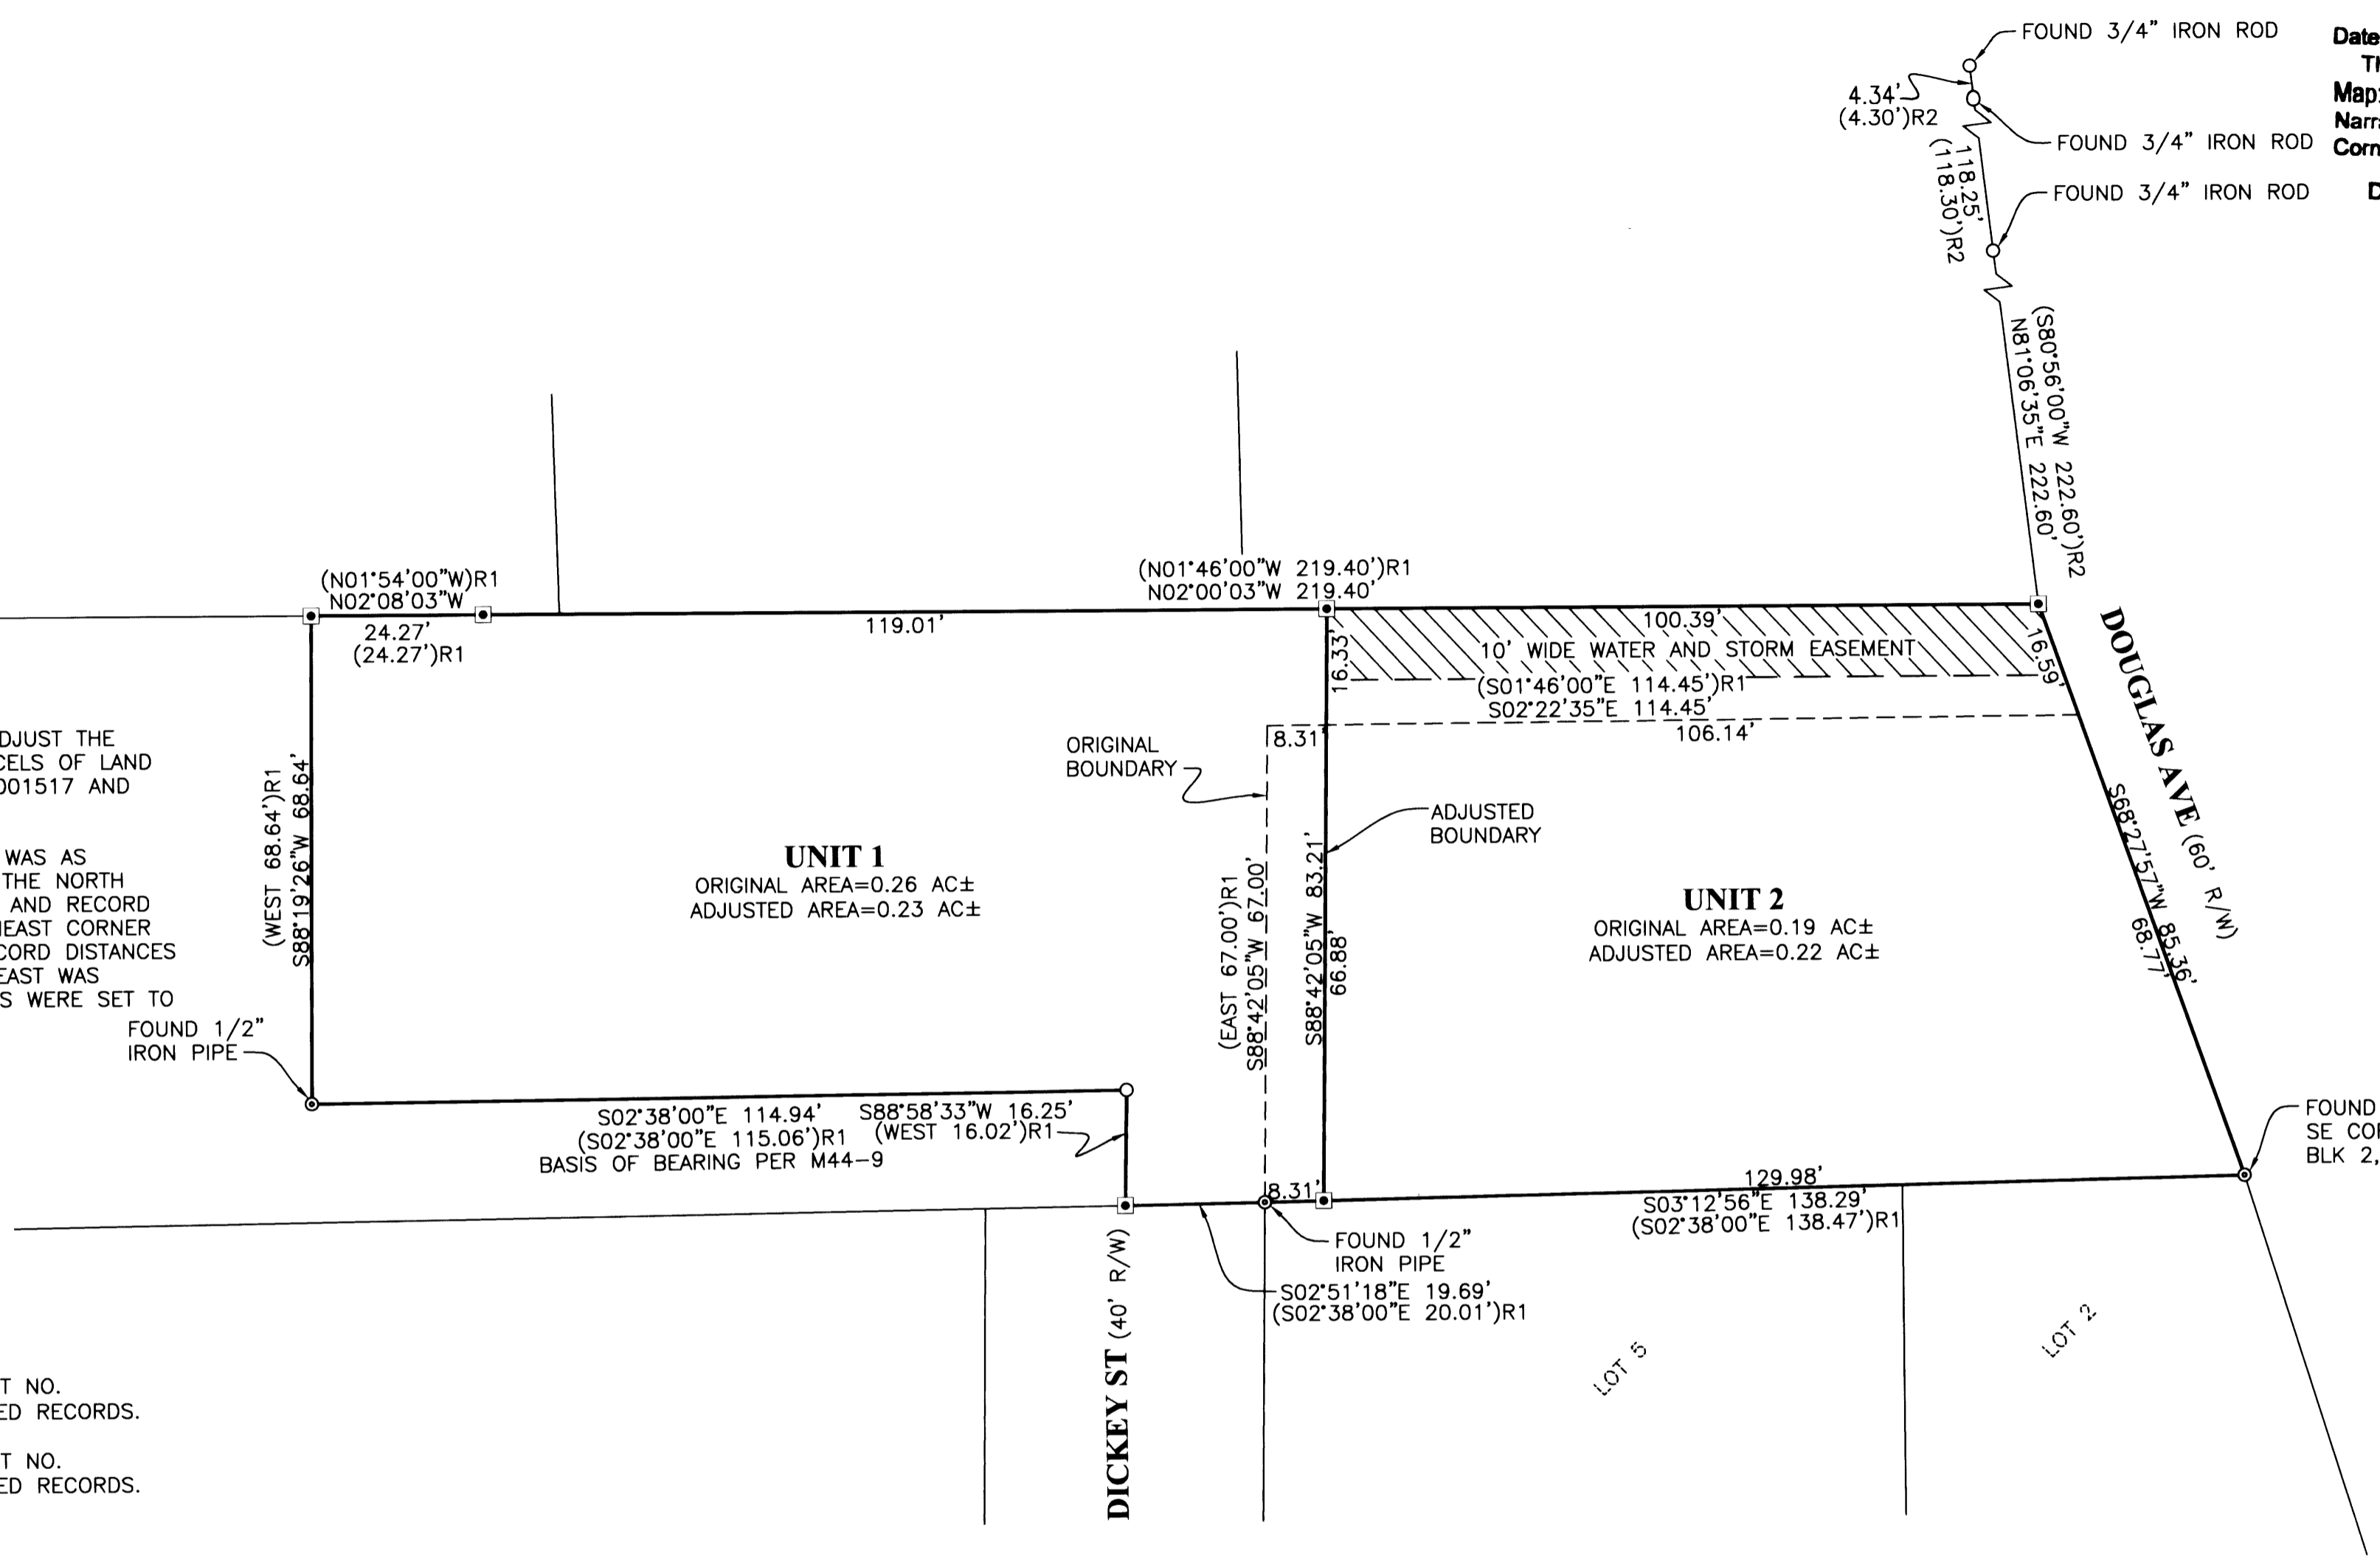 FOUND 3/4" IRON ROD
4.34'
(4.30')R2
FOUND 3/4" IRON ROD
118.25'
(118.30')R2
FOUND 3/4" IRON ROD
Date
Map:
D
(S80°56'00"W 222.60')R2
N81°06'35"E 222.60'
(N01°54'00"W)R1
N02°08'03"W
24.27'
(24.27')R1
119.01'
(N01°46'00"W 219.40')R1
N02°00'03"W 219.40'
100.39'
10' WIDE WATER AND STORM EASEMENT
16.33'
16.59'
(S01°46'00"E 114.45')R1
S02°22'35"E 114.45'
8.31'
106.14'
DOUGLAS AVE (60' R/W)
S68°27'57"W 85.36'
68.77'
DJUST THE
CELS OF LAND
001517 AND
WAS AS
THE NORTH
AND RECORD
EAST CORNER
CORD DISTANCES
EAST WAS
S WERE SET TO
(WEST 68.64')R1
S88°19'26"W 68.64'
ORIGINAL
BOUNDARY
ADJUSTED
BOUNDARY
UNIT 1
ORIGINAL AREA=0.26 AC±
ADJUSTED AREA=0.23 AC±
(EAST 67.00')R1
S88°42'05"W 67.00'
S88°42'05"W 83.21'
66.88'
UNIT 2
ORIGINAL AREA=0.19 AC±
ADJUSTED AREA=0.22 AC±
FOUND 1/2"
IRON PIPE
S02°38'00"E 114.94'
(S02°38'00"E 115.06')R1
BASIS OF BEARING PER M44-9
S88°58'33"W 16.25'
(WEST 16.02')R1
8.31'
129.98'
S03°12'56"E 138.29'
(S02°38'00"E 138.47')R1
FOUND
SE COR
BLK 2,
FOUND 1/2"
IRON PIPE
S02°51'18"E 19.69'
(S02°38'00"E 20.01')R1
DICKEY ST (40' R/W)
LOT 5
LOT 2
T NO.
ED RECORDS.
T NO.
ED RECORDS.